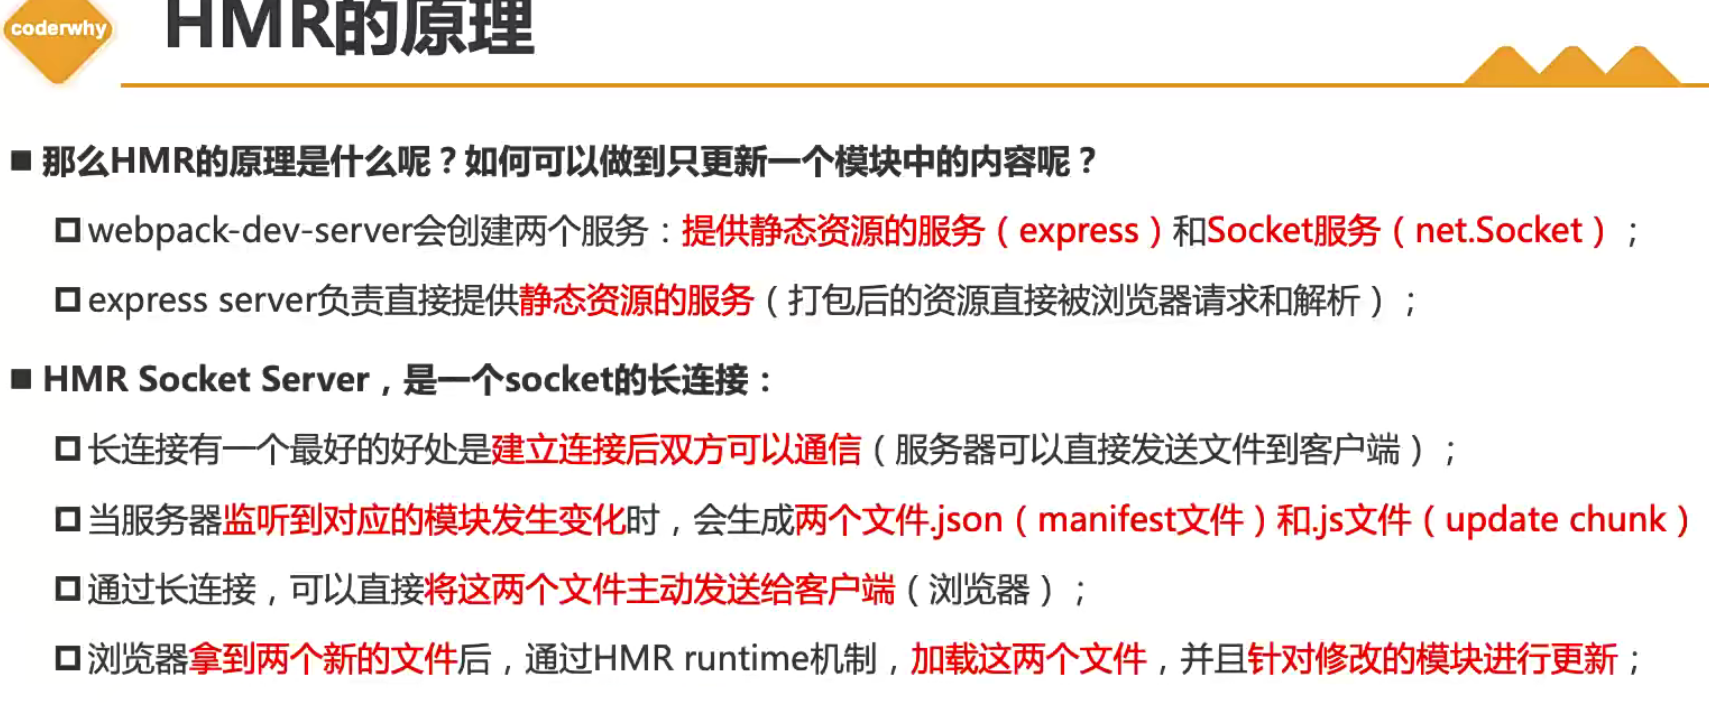 coderwhy
HMR的原理
那么HMR的原理是什么呢？如何可以做到只更新一个模块中的内容呢？
webpack-dev-server会创建两个服务：提供静态资源的服务（express）和Socket服务（net.Socket）；
express server负责直接提供静态资源的服务（打包后的资源直接被浏览器请求和解析）；
HMR Socket Server，是一个socket的长连接：
长连接有一个最好的好处是建立连接后双方可以通信（服务器可以直接发送文件到客户端）；
当服务器监听到对应的模块发生变化时，会生成两个文件.json（manifest文件）和.js文件（update chunk）
通过长连接，可以直接将这两个文件主动发送给客户端（浏览器）；
浏览器拿到两个新的文件后，通过HMR runtime机制，加载这两个文件，并且针对修改的模块进行更新；